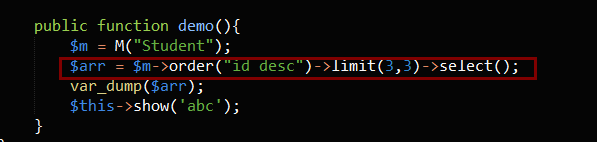 public function demo(){
$m = M("Student");
$arr = $m->order("id desc")->limit(3,3)->select();
var_dump($arr);
$this->show('abc');
}